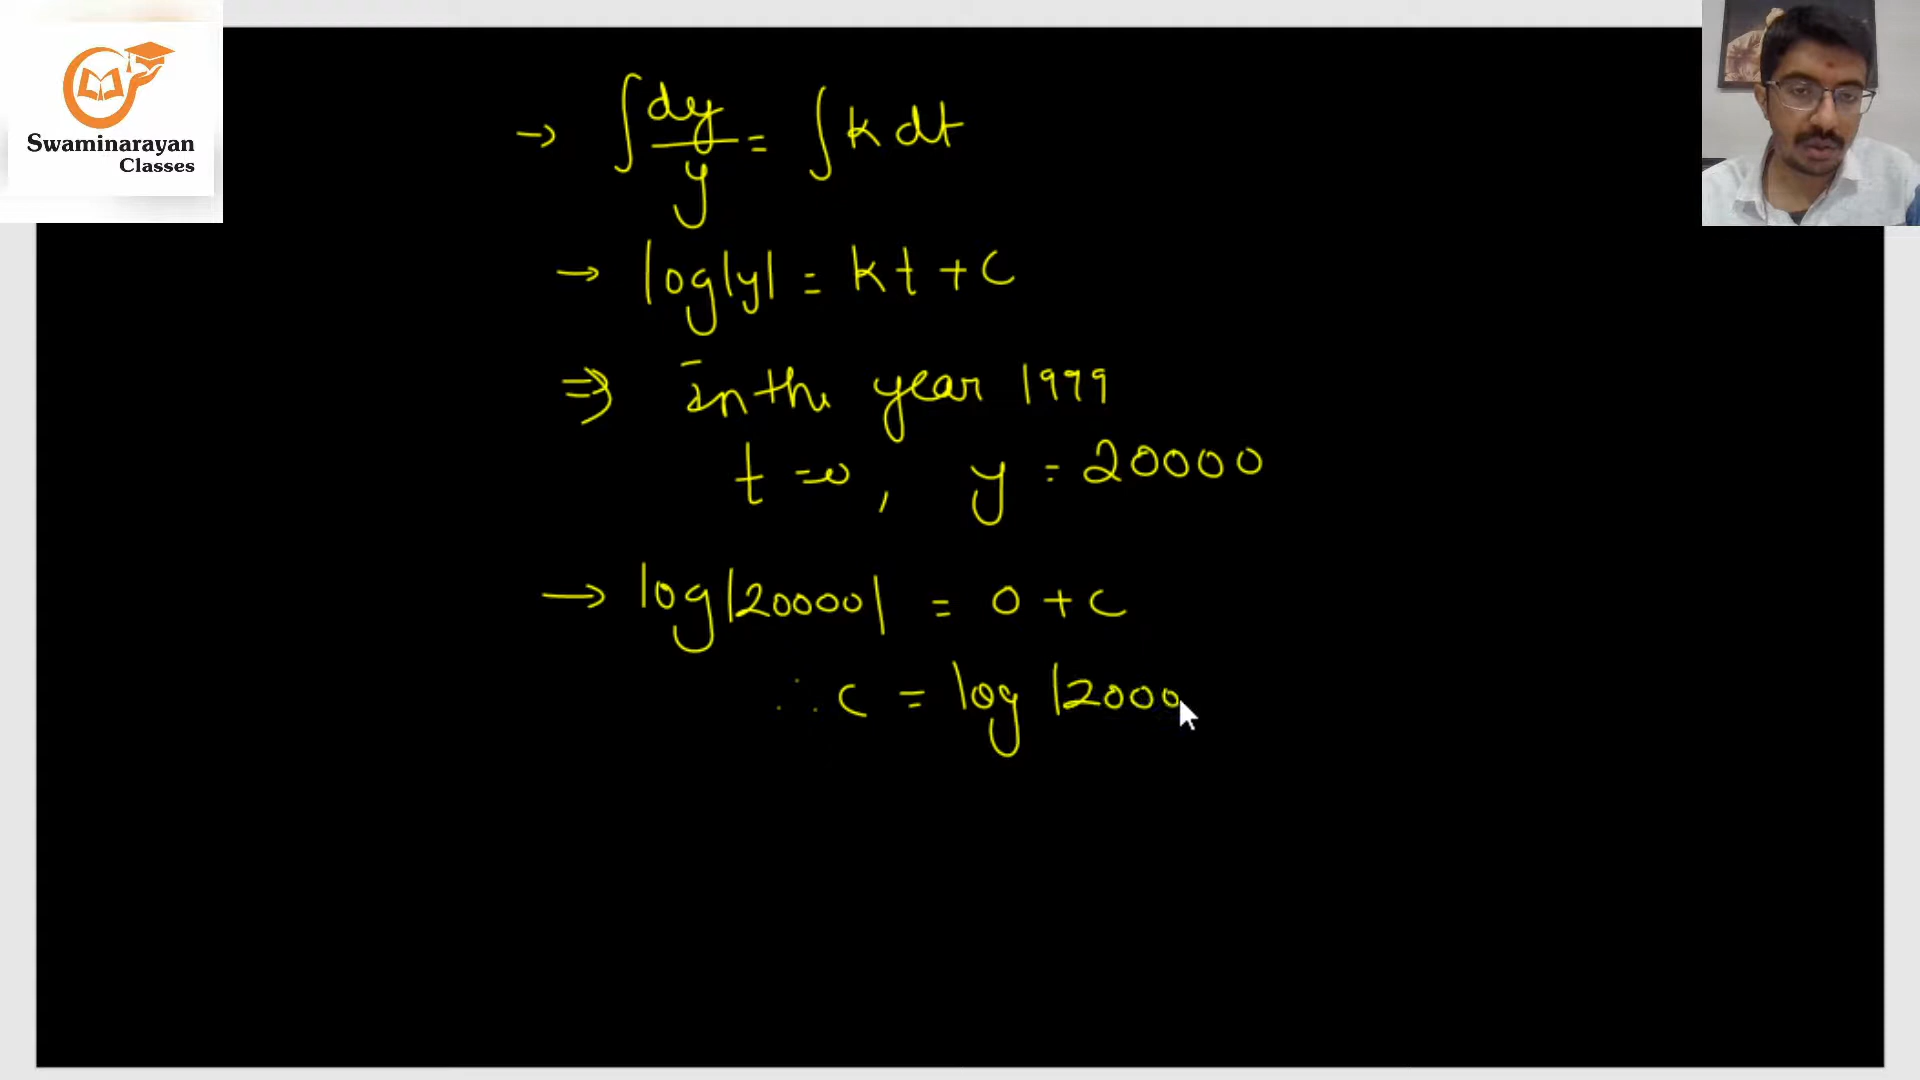 Swaminarayan
Classes
→ ∫ dy/y = ∫ k dt
→ log|y| = kt + C
⇒ in the year 1999
t = 0, y = 20000
→ log|20000| = 0 + C
∴ C = log |2000